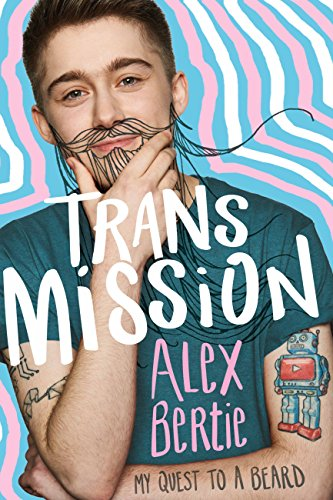 TRANS
MISSION
ALEX
BERTIE
MY QUEST TO A BEARD